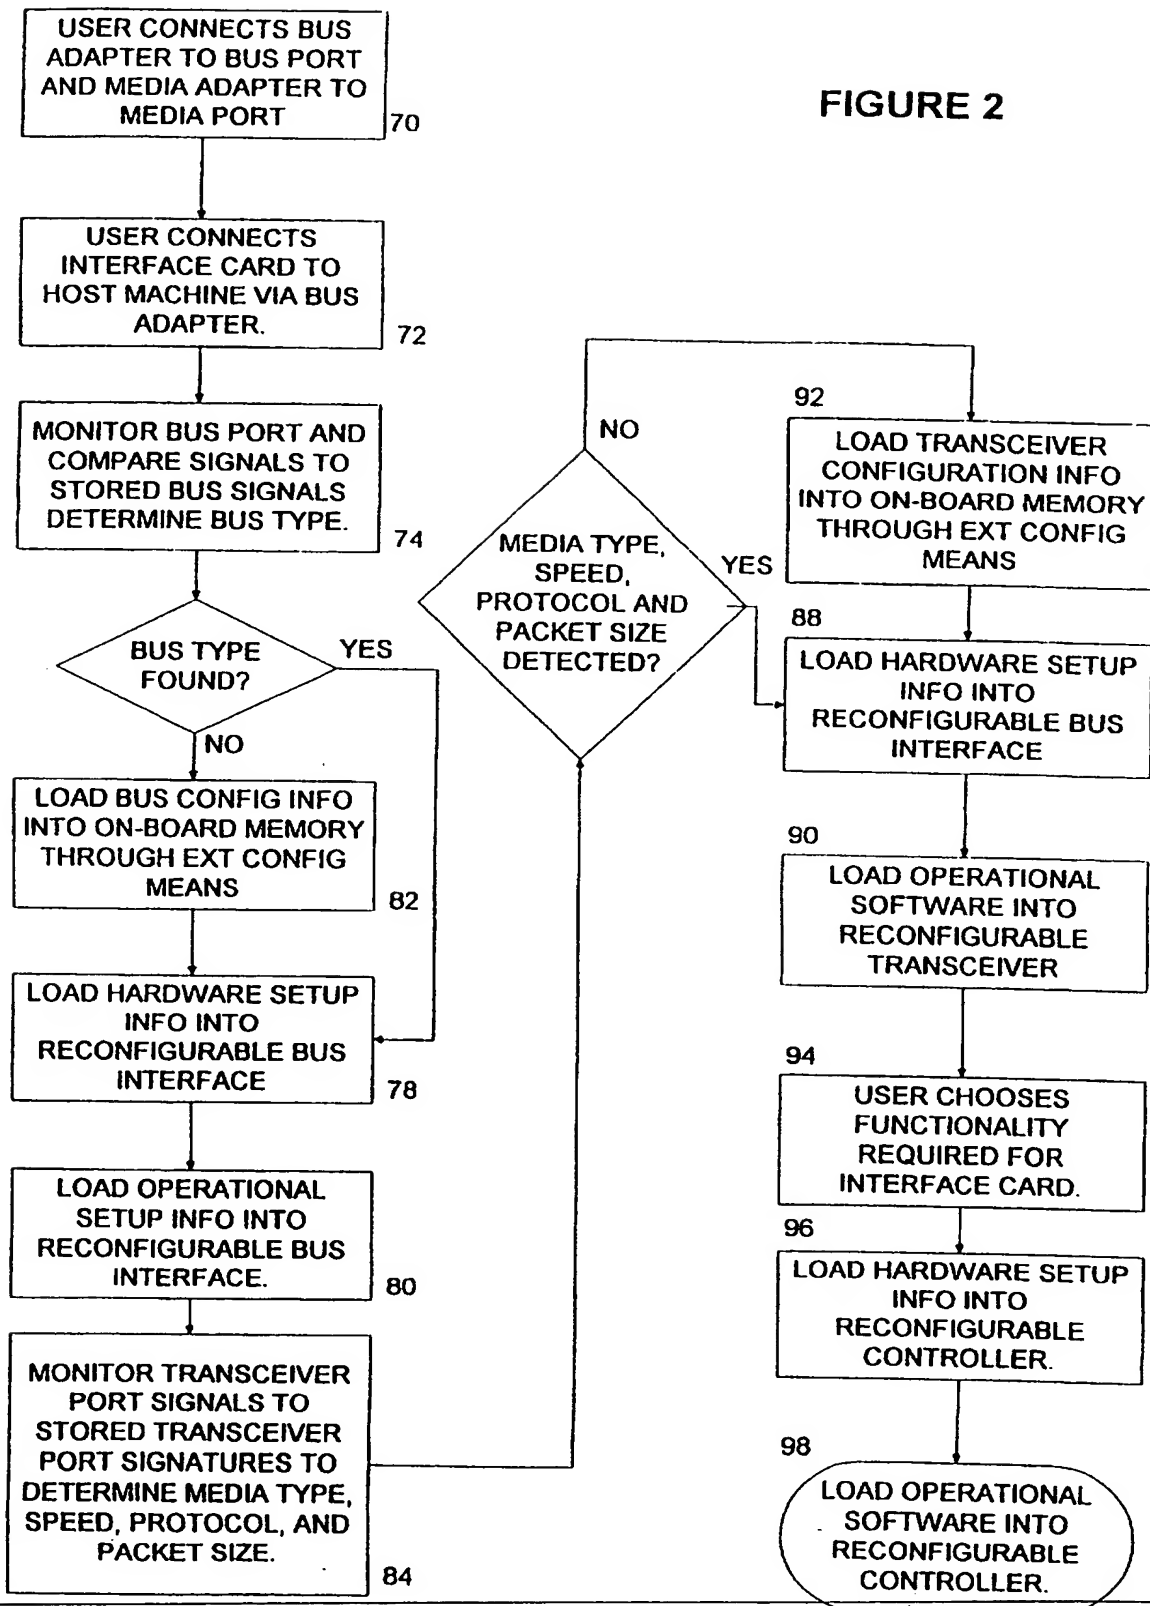 USER CONNECTS BUS
ADAPTER TO BUS PORT
AND MEDIA ADAPTER TO
MEDIA PORT
70
FIGURE 2
USER CONNECTS
INTERFACE CARD TO
HOST MACHINE VIA BUS
ADAPTER.
72
MONITOR BUS PORT AND
COMPARE SIGNALS TO
STORED BUS SIGNALS
DETERMINE BUS TYPE.
74
BUS TYPE
FOUND?
YES
NO
LOAD BUS CONFIG INFO
INTO ON-BOARD MEMORY
THROUGH EXT CONFIG
MEANS
82
LOAD HARDWARE SETUP
INFO INTO
RECONFIGURABLE BUS
INTERFACE
78
LOAD OPERATIONAL
SETUP INFO INTO
RECONFIGURABLE BUS
INTERFACE.
80
MONITOR TRANSCEIVER
PORT SIGNALS TO
STORED TRANSCEIVER
PORT SIGNATURES TO
DETERMINE MEDIA TYPE,
SPEED, PROTOCOL, AND
PACKET SIZE.
84
MEDIA TYPE,
SPEED,
PROTOCOL AND
PACKET SIZE
DETECTED?
NO
YES
92
LOAD TRANSCEIVER
CONFIGURATION INFO
INTO ON-BOARD MEMORY
THROUGH EXT CONFIG
MEANS
88
LOAD HARDWARE SETUP
INFO INTO
RECONFIGURABLE BUS
INTERFACE
90
LOAD OPERATIONAL
SOFTWARE INTO
RECONFIGURABLE
TRANSCEIVER
94
USER CHOOSES
FUNCTIONALITY
REQUIRED FOR
INTERFACE CARD.
96
LOAD HARDWARE SETUP
INFO INTO
RECONFIGURABLE
CONTROLLER.
98
LOAD OPERATIONAL
SOFTWARE INTO
RECONFIGURABLE
CONTROLLER.